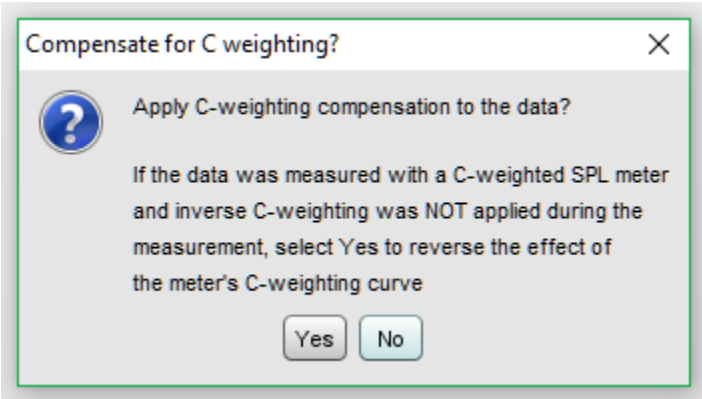 Compensate for C weighting?
Apply C-weighting compensation to the data?
If the data was measured with a C-weighted SPL meter
and inverse C-weighting was NOT applied during the
measurement, select Yes to reverse the effect of
the meter's C-weighting curve
Yes No